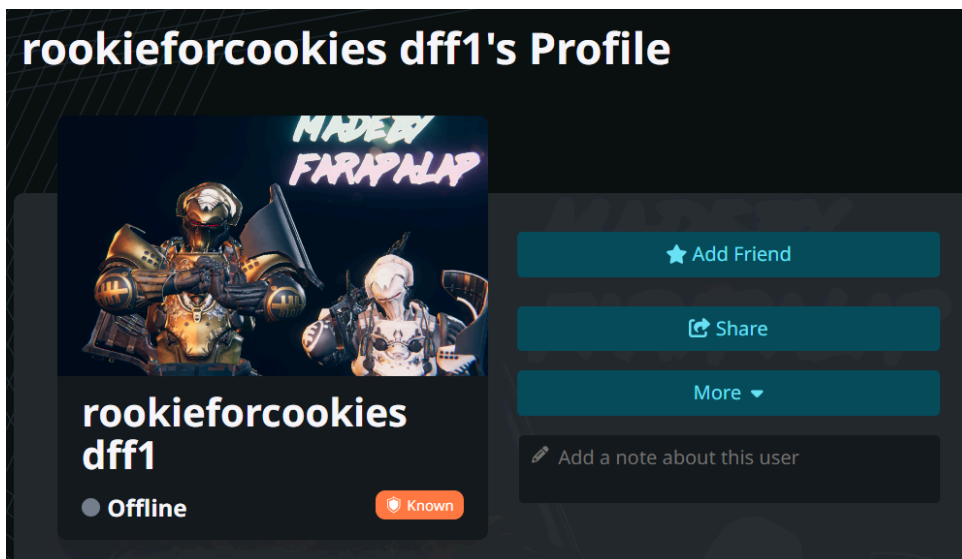 rookieforcookies dff1's Profile
MADE BY
FARAPALAP
Add Friend
Share
More
rookieforcookies
dff1
Add a note about this user
Offline
Known